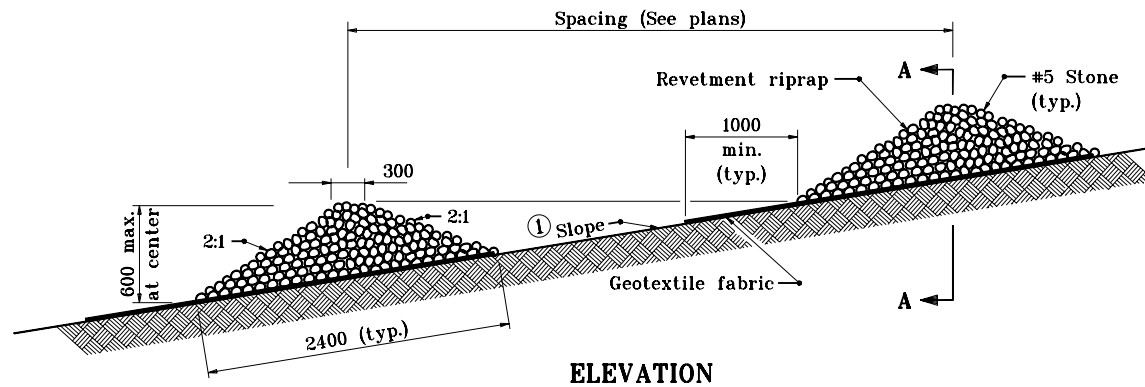 Spacing (See plans)
A
Revetment riprap
#5 Stone
(typ.)
1000
min.
(typ.)
300
600 max.
at center
2:1
2:1
① Slope
Geotextile fabric
A
2400 (typ.)
ELEVATION